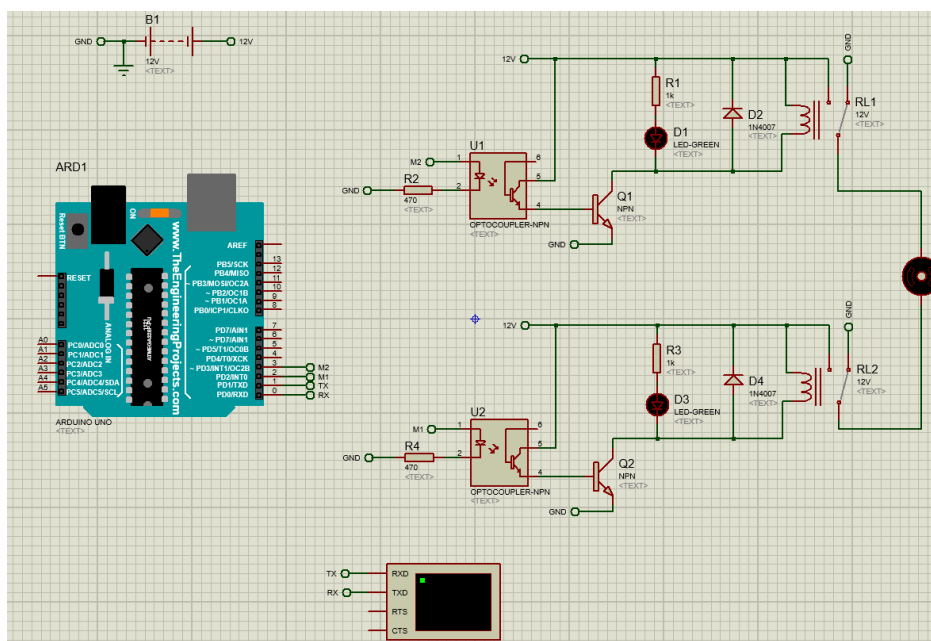 B1
GND
12V
12V
<TEXT>
ARD1
Reset BTN
ON
www.TheEngineeringProjects.com
ANALOG IN
RESET
AREF
PB5/SCK 13
PB4/MISO 12
~ PB3/MOSI/OC2A 11
~ PB2/OC1B 10
~ PB1/OC1A 9
PB0/ICP1/CLKO 8
PD7/AIN1 7
~ PD7/AIN1 6
~ PD5/T1/OC0B 5
PD4/T0/XCK 4
~ PD3/INT1/OC2B 3 M2
PD2/INT0 2 M1
PD1/TXD 1 TX
PD0/RXD 0 RX
A0 PC0/ADC0
A1 PC1/ADC1
A2 PC2/ADC2
A3 PC3/ADC3
A4 PC4/ADC4/SDA
A5 PC5/ADC5/SCL
ARDUINO UNO
<TEXT>
12V
GND
R1
1k
<TEXT>
D1
LED-GREEN
<TEXT>
D2
1N4007
<TEXT>
RL1
12V
<TEXT>
U1
M2
1
2
6
5
4
GND
R2
470
<TEXT>
OPTOCOUPLER-NPN
<TEXT>
Q1
NPN
<TEXT>
GND
12V
GND
R3
1k
<TEXT>
D3
LED-GREEN
<TEXT>
D4
1N4007
<TEXT>
RL2
12V
<TEXT>
U2
M1
1
2
6
5
4
GND
R4
470
<TEXT>
OPTOCOUPLER-NPN
<TEXT>
Q2
NPN
<TEXT>
GND
TX RXD
RX TXD
RTS
CTS